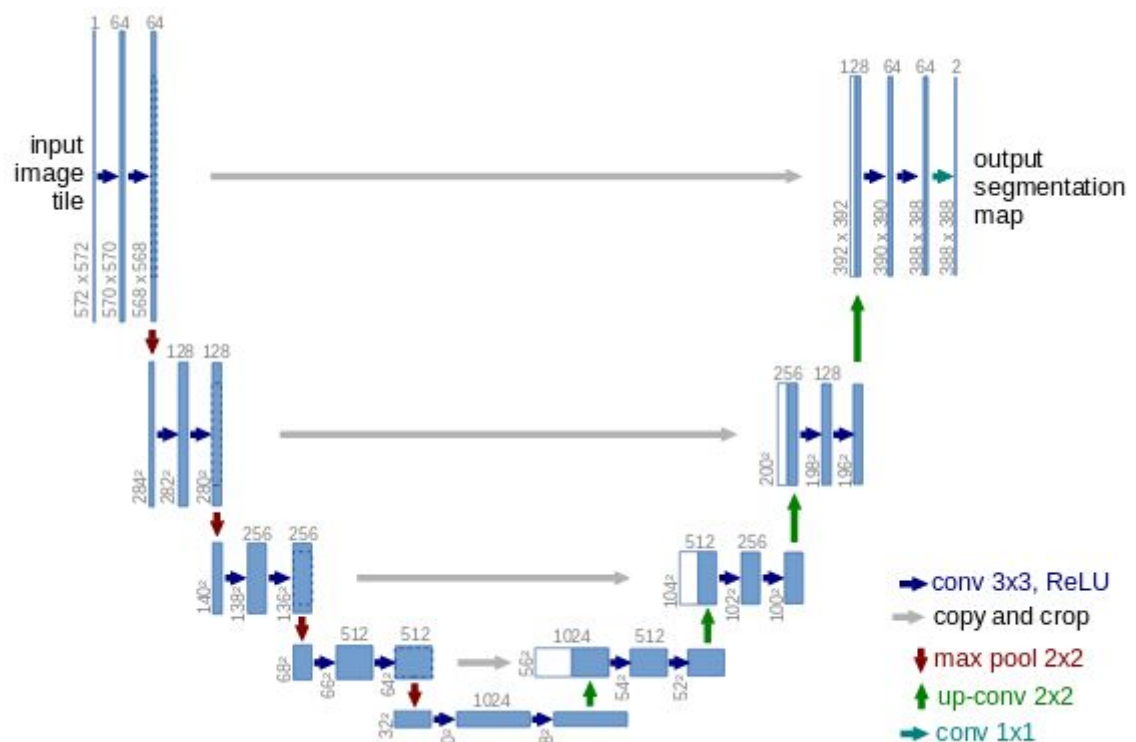 1 64 64
128 64 64 2
input
image
tile
output
segmentation
map
572 x 572
570 x 570
568 x 568
392 x 392
390 x 390
388 x 388
388 x 388
128 128
256 128
284²
282²
280²
200²
198²
196²
256 256
512 256
140²
138²
136²
104²
102²
100²
512 512
1024 512
68²
66²
64²
56²
54²
52²
1024
32²
conv 3x3, ReLU
copy and crop
max pool 2x2
up-conv 2x2
conv 1x1